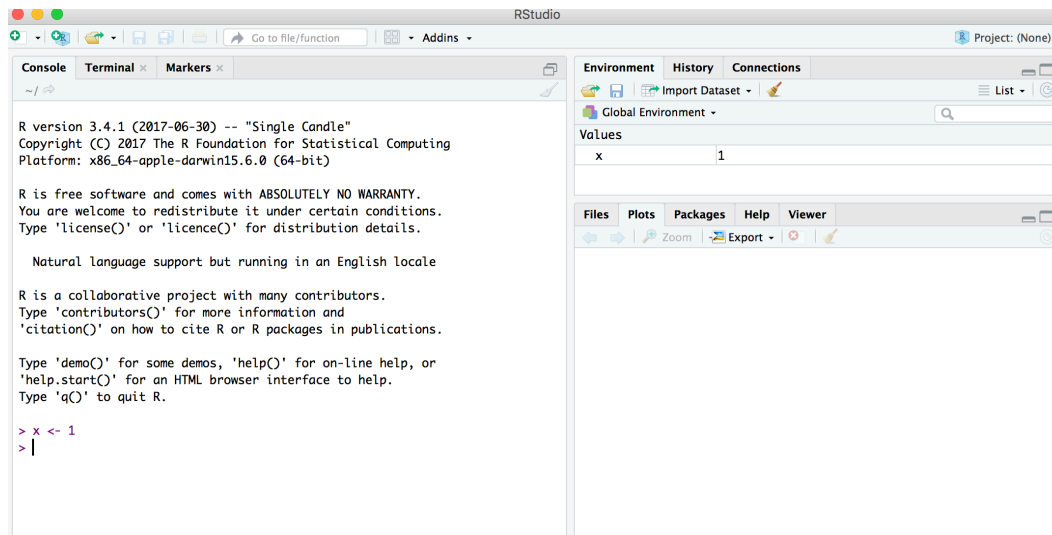 RStudio
Go to file/function
Addins
Project: (None)
Console Terminal Markers
~/
R version 3.4.1 (2017-06-30) -- "Single Candle"
Copyright (C) 2017 The R Foundation for Statistical Computing
Platform: x86_64-apple-darwin15.6.0 (64-bit)
R is free software and comes with ABSOLUTELY NO WARRANTY.
You are welcome to redistribute it under certain conditions.
Type 'license()' or 'licence()' for distribution details.
Natural language support but running in an English locale
R is a collaborative project with many contributors.
Type 'contributors()' for more information and
'citation()' on how to cite R or R packages in publications.
Type 'demo()' for some demos, 'help()' for on-line help, or
'help.start()' for an HTML browser interface to help.
Type 'q()' to quit R.
> x <- 1
>
Environment History Connections
Import Dataset List
Global Environment
Values
x 1
Files Plots Packages Help Viewer
Zoom Export